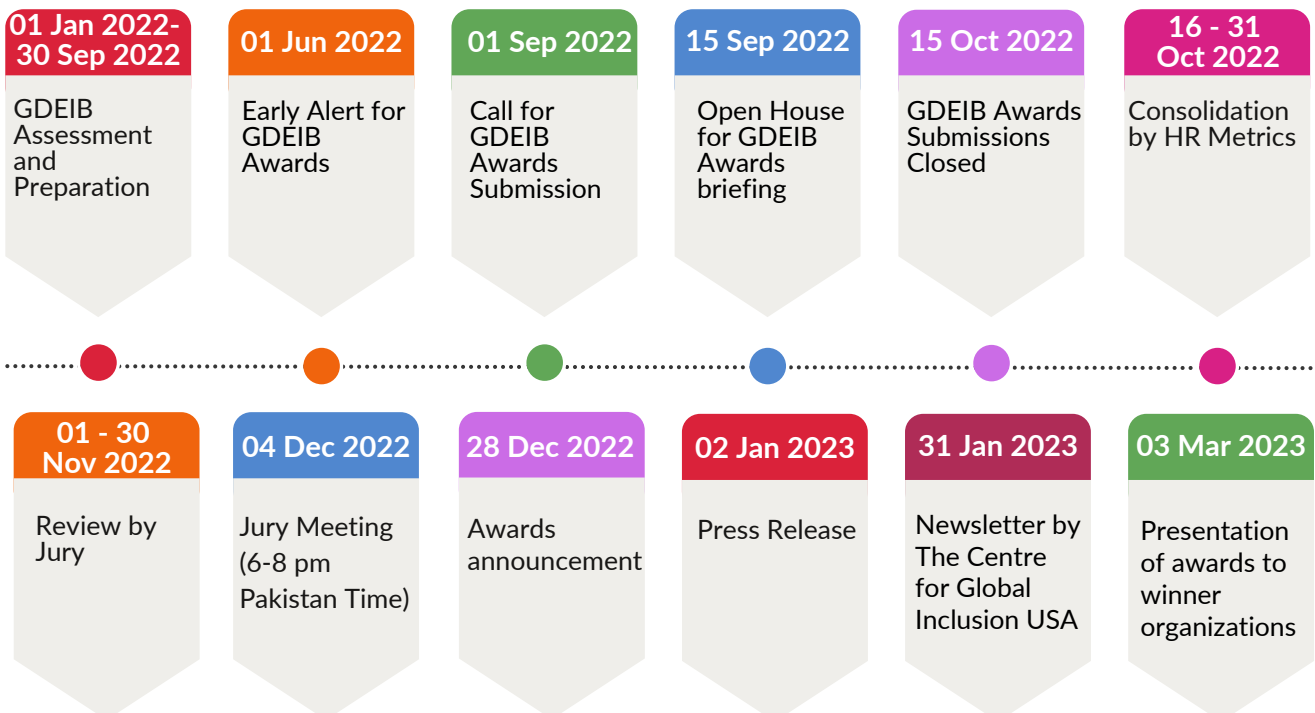 01 Jan 2022-
30 Sep 2022
GDEIB
Assessment
and
Preparation
01 Jun 2022
Early Alert for
GDEIB
Awards
01 Sep 2022
Call for
GDEIB
Awards
Submission
15 Sep 2022
Open House
for GDEIB
Awards
briefing
15 Oct 2022
GDEIB Awards
Submissions
Closed
16 - 31
Oct 2022
Consolidation
by HR Metrics
01 - 30
Nov 2022
Review by
Jury
04 Dec 2022
Jury Meeting
(6-8 pm
Pakistan Time)
28 Dec 2022
Awards
announcement
02 Jan 2023
Press Release
31 Jan 2023
Newsletter by
The Centre
for Global
Inclusion USA
03 Mar 2023
Presentation
of awards to
winner
organizations